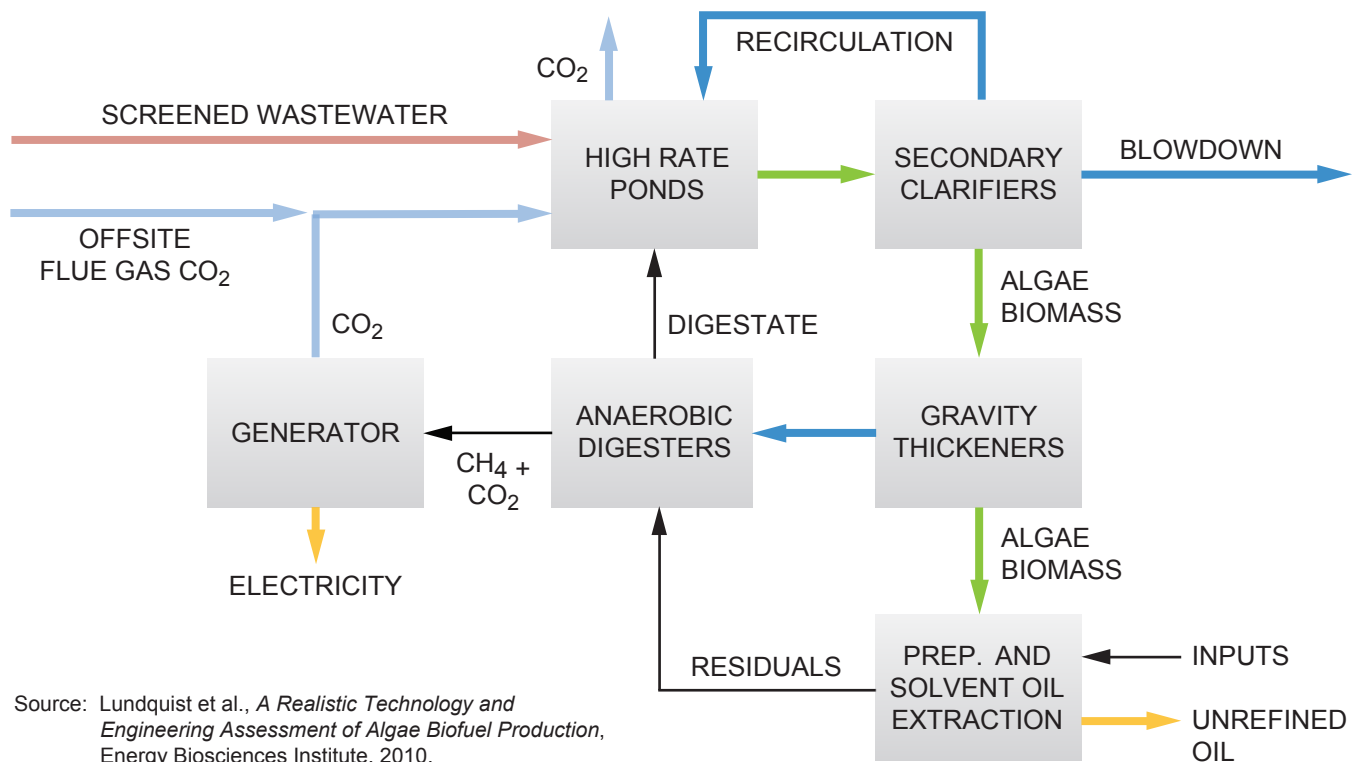 RECIRCULATION
CO2
SCREENED WASTEWATER
HIGH RATE
PONDS
SECONDARY
CLARIFIERS
BLOWDOWN
OFFSITE
FLUE GAS CO2
CO2
DIGESTATE
ALGAE
BIOMASS
GENERATOR
CH4 +
CO2
ANAEROBIC
DIGESTERS
GRAVITY
THICKENERS
ELECTRICITY
ALGAE
BIOMASS
RESIDUALS
PREP. AND
SOLVENT OIL
EXTRACTION
INPUTS
UNREFINED
OIL
Source: Lundquist et al., A Realistic Technology and
Engineering Assessment of Algae Biofuel Production,
Energy Biosciences Institute, 2010.